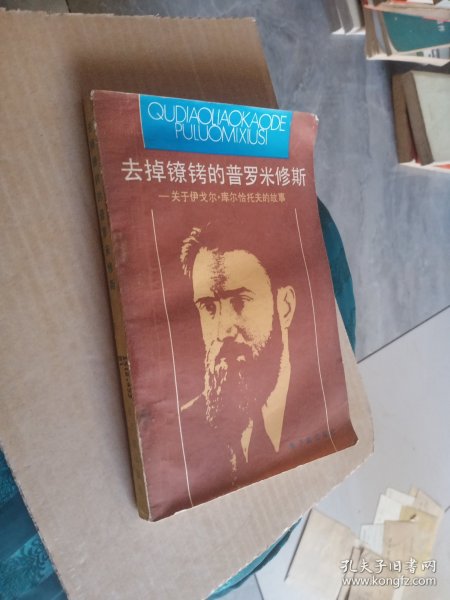 QUDIAOLIAOKAODE
PULUOMIXIUSI
去掉镣铐的普罗米修斯
—关于伊戈尔·库尔恰托夫的故事
孔夫子旧书网
www.kongfz.com